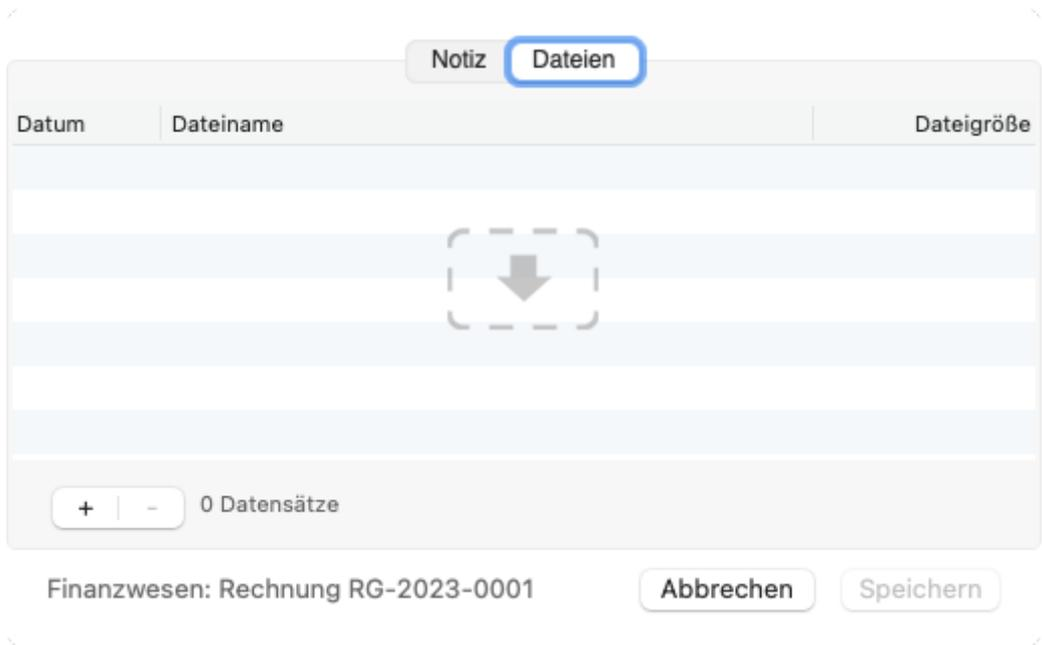 Notiz Dateien
Datum Dateiname Dateigröße
+ - 0 Datensätze
Finanzwesen: Rechnung RG-2023-0001 Abbrechen Speichern